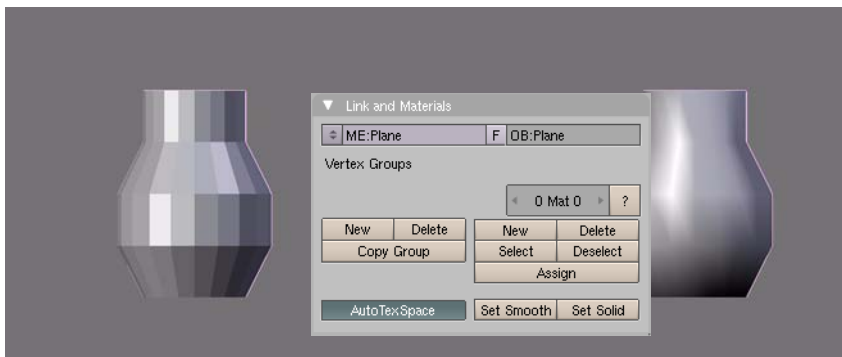 Link and Materials
ME:Plane F OB:Plane
Vertex Groups
0 Mat 0 ?
New Delete New Delete
Copy Group Select Deselect
Assign
AutoTexSpace Set Smooth Set Solid